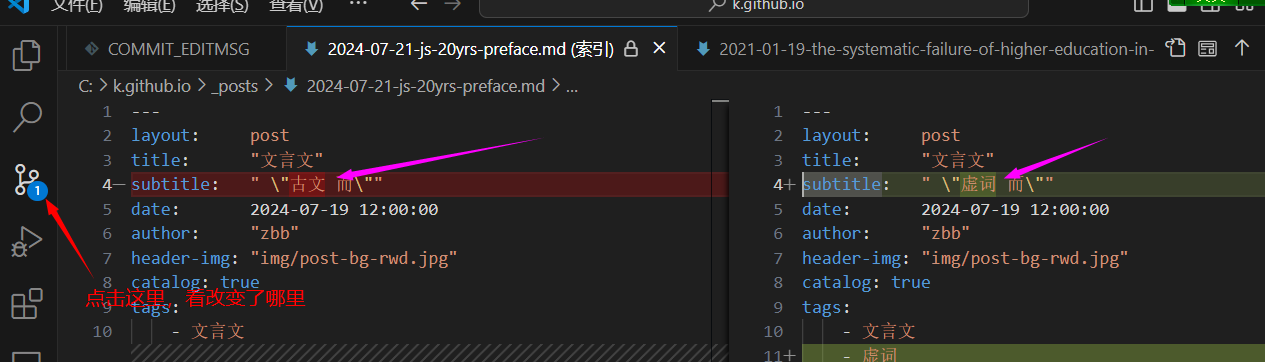 文件(F) 编辑(E) 选择(S) 查看(V) ··· k.github.io
COMMIT_EDITMSG 2024-07-21-js-20yrs-preface.md (索引) 2021-01-19-the-systematic-failure-of-higher-education-in-
C: > k.github.io > _posts > 2024-07-21-js-20yrs-preface.md > ...
1 ---
2 layout: post
3 title: "文言文"
4— subtitle: " \"古文 而\""
5 date: 2024-07-19 12:00:00
6 author: "zbb"
7 header-img: "img/post-bg-rwd.jpg"
8 catalog: true
9 tags:
10 - 文言文
1
点击这里，看改变了哪里
1 ---
2 layout: post
3 title: "文言文"
4+ subtitle: " \"虚词 而\""
5 date: 2024-07-19 12:00:00
6 author: "zbb"
7 header-img: "img/post-bg-rwd.jpg"
8 catalog: true
9 tags:
10 - 文言文
11+ - 虚词